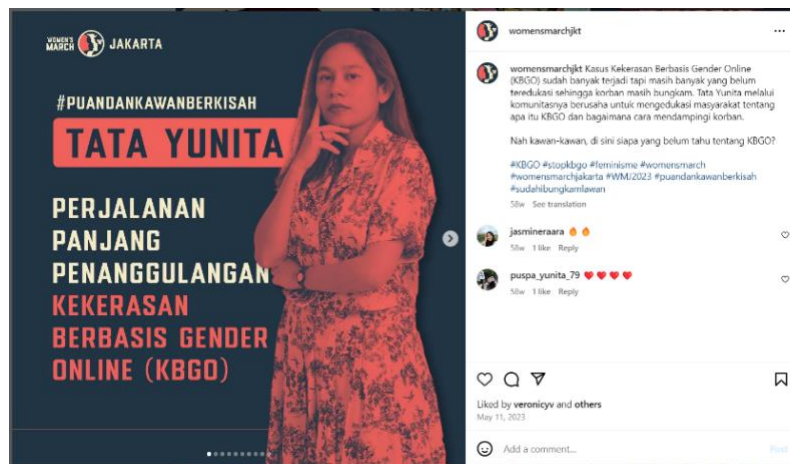 WOMEN'S
MARCH
JAKARTA
#PUANDANKAWANBERKISAH
TATA YUNITA
PERJALANAN
PANJANG
PENANGGULANGAN
KEKERASAN
BERBASIS GENDER
ONLINE (KBGO)
womensmarchjkt
womensmarchjkt Kasus Kekerasan Berbasis Gender Online
(KBGO) sudah banyak terjadi tapi masih banyak yang belum
teredukasi sehingga korban masih bungkam. Tata Yunita melalui
komunitasnya berusaha untuk mengedukasi masyarakat tentang
apa itu KBGO dan bagaimana cara mendampingi korban.
Nah kawan-kawan, di sini siapa yang belum tahu tentang KBGO?
#KBGO #stopkbgo #feminisme #womensmarch
#womensmarchjakarta #WMJ2023 #puandankawanberkisah
#sudahibungkamlawan
58w See translation
jasmineraara 🔥 🔥
58w 1 like Reply
puspa_yunita_79 ❤️ ❤️ ❤️ ❤️
58w 1 like Reply
Liked by veronicyv and others
May 11, 2023
Add a comment...
Post